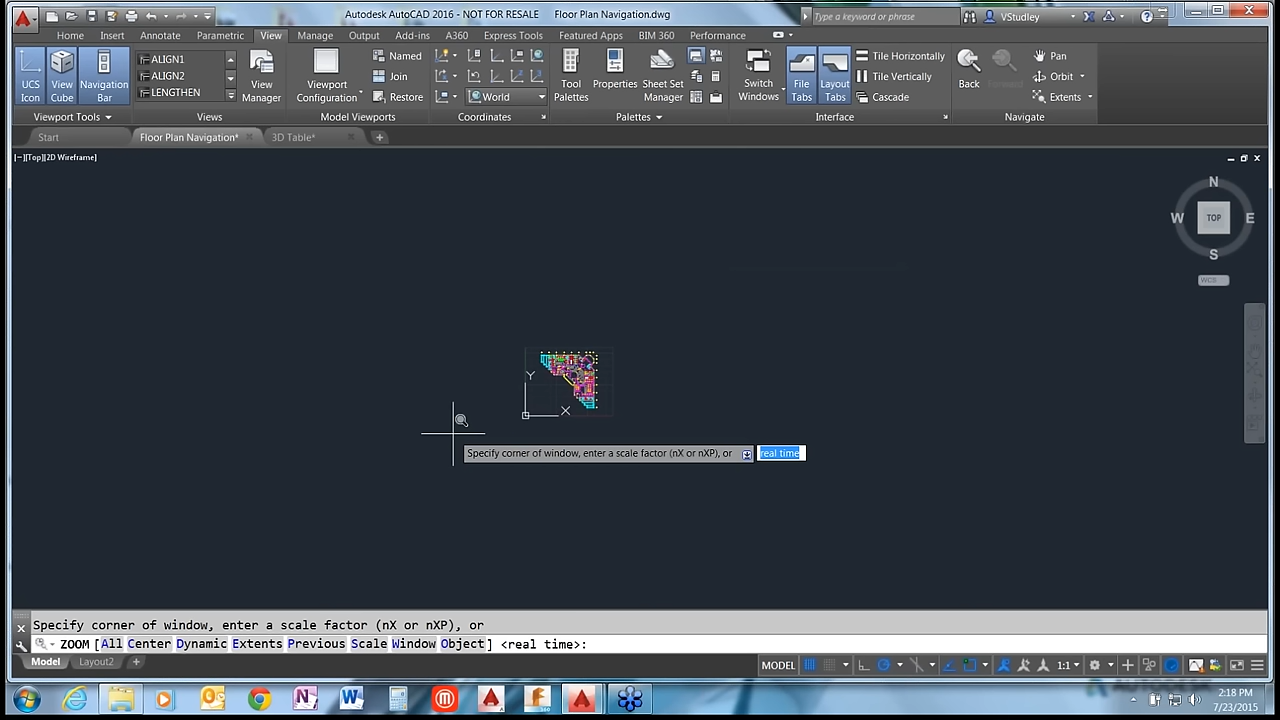 Autodesk AutoCAD 2016 - NOT FOR RESALE Floor Plan Navigation.dwg
Type a keyword or phrase
VStudley
Home Insert Annotate Parametric View Manage Output Add-ins A360 Express Tools Featured Apps BIM 360 Performance
UCS Icon
View Cube
Navigation Bar
Viewport Tools
ALIGN1
ALIGN2
LENGTHEN
View Manager
Views
Viewport Configuration
Named
Join
Restore
Model Viewports
World
Coordinates
Tool Palettes
Properties
Sheet Set Manager
Palettes
Switch Windows
File Tabs
Layout Tabs
Tile Horizontally
Tile Vertically
Cascade
Interface
Back
Forward
Pan
Orbit
Extents
Navigate
Start Floor Plan Navigation* 3D Table*
[−][Top][2D Wireframe]
N
W TOP E
S
WCS
Y
X
Specify corner of window, enter a scale factor (nX or nXP), or real time
Specify corner of window, enter a scale factor (nX or nXP), or
ZOOM [All Center Dynamic Extents Previous Scale Window Object] <real time>:
Model Layout2 +
MODEL 1:1
2:18 PM
7/23/2015